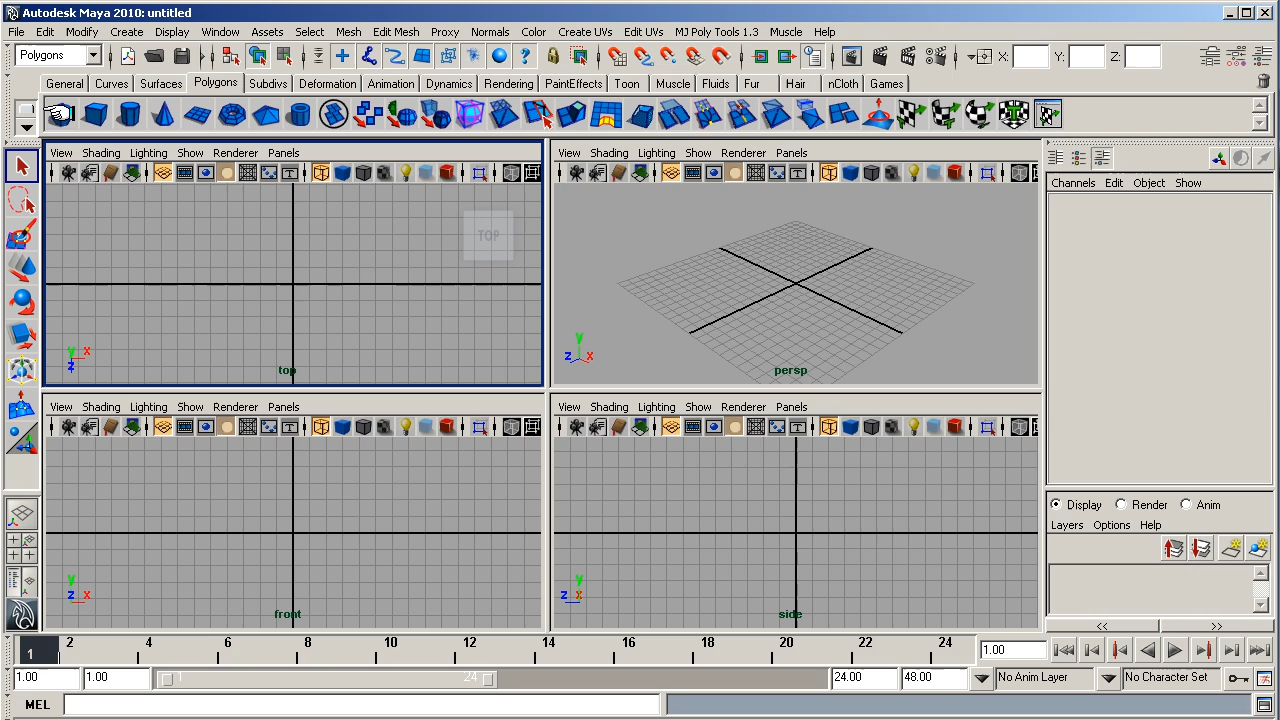 Autodesk Maya 2010: untitled
File Edit Modify Create Display Window Assets Select Mesh Edit Mesh Proxy Normals Color Create UVs Edit UVs MJ Poly Tools 1.3 Muscle Help
Polygons X: Y: Z:
General Curves Surfaces Polygons Subdivs Deformation Animation Dynamics Rendering PaintEffects Toon Muscle Fluids Fur Hair nCloth Games
View Shading Lighting Show Renderer Panels
View Shading Lighting Show Renderer Panels
Channels Edit Object Show
TOP
y x
z
top
y
z x
persp
View Shading Lighting Show Renderer Panels
View Shading Lighting Show Renderer Panels
Display Render Anim
Layers Options Help
y
z x
front
y
z x
side
<< >>
1 2 4 6 8 10 12 14 16 18 20 22 24
1.00
1.00 1.00 1 24 24.00 48.00 No Anim Layer No Character Set
MEL